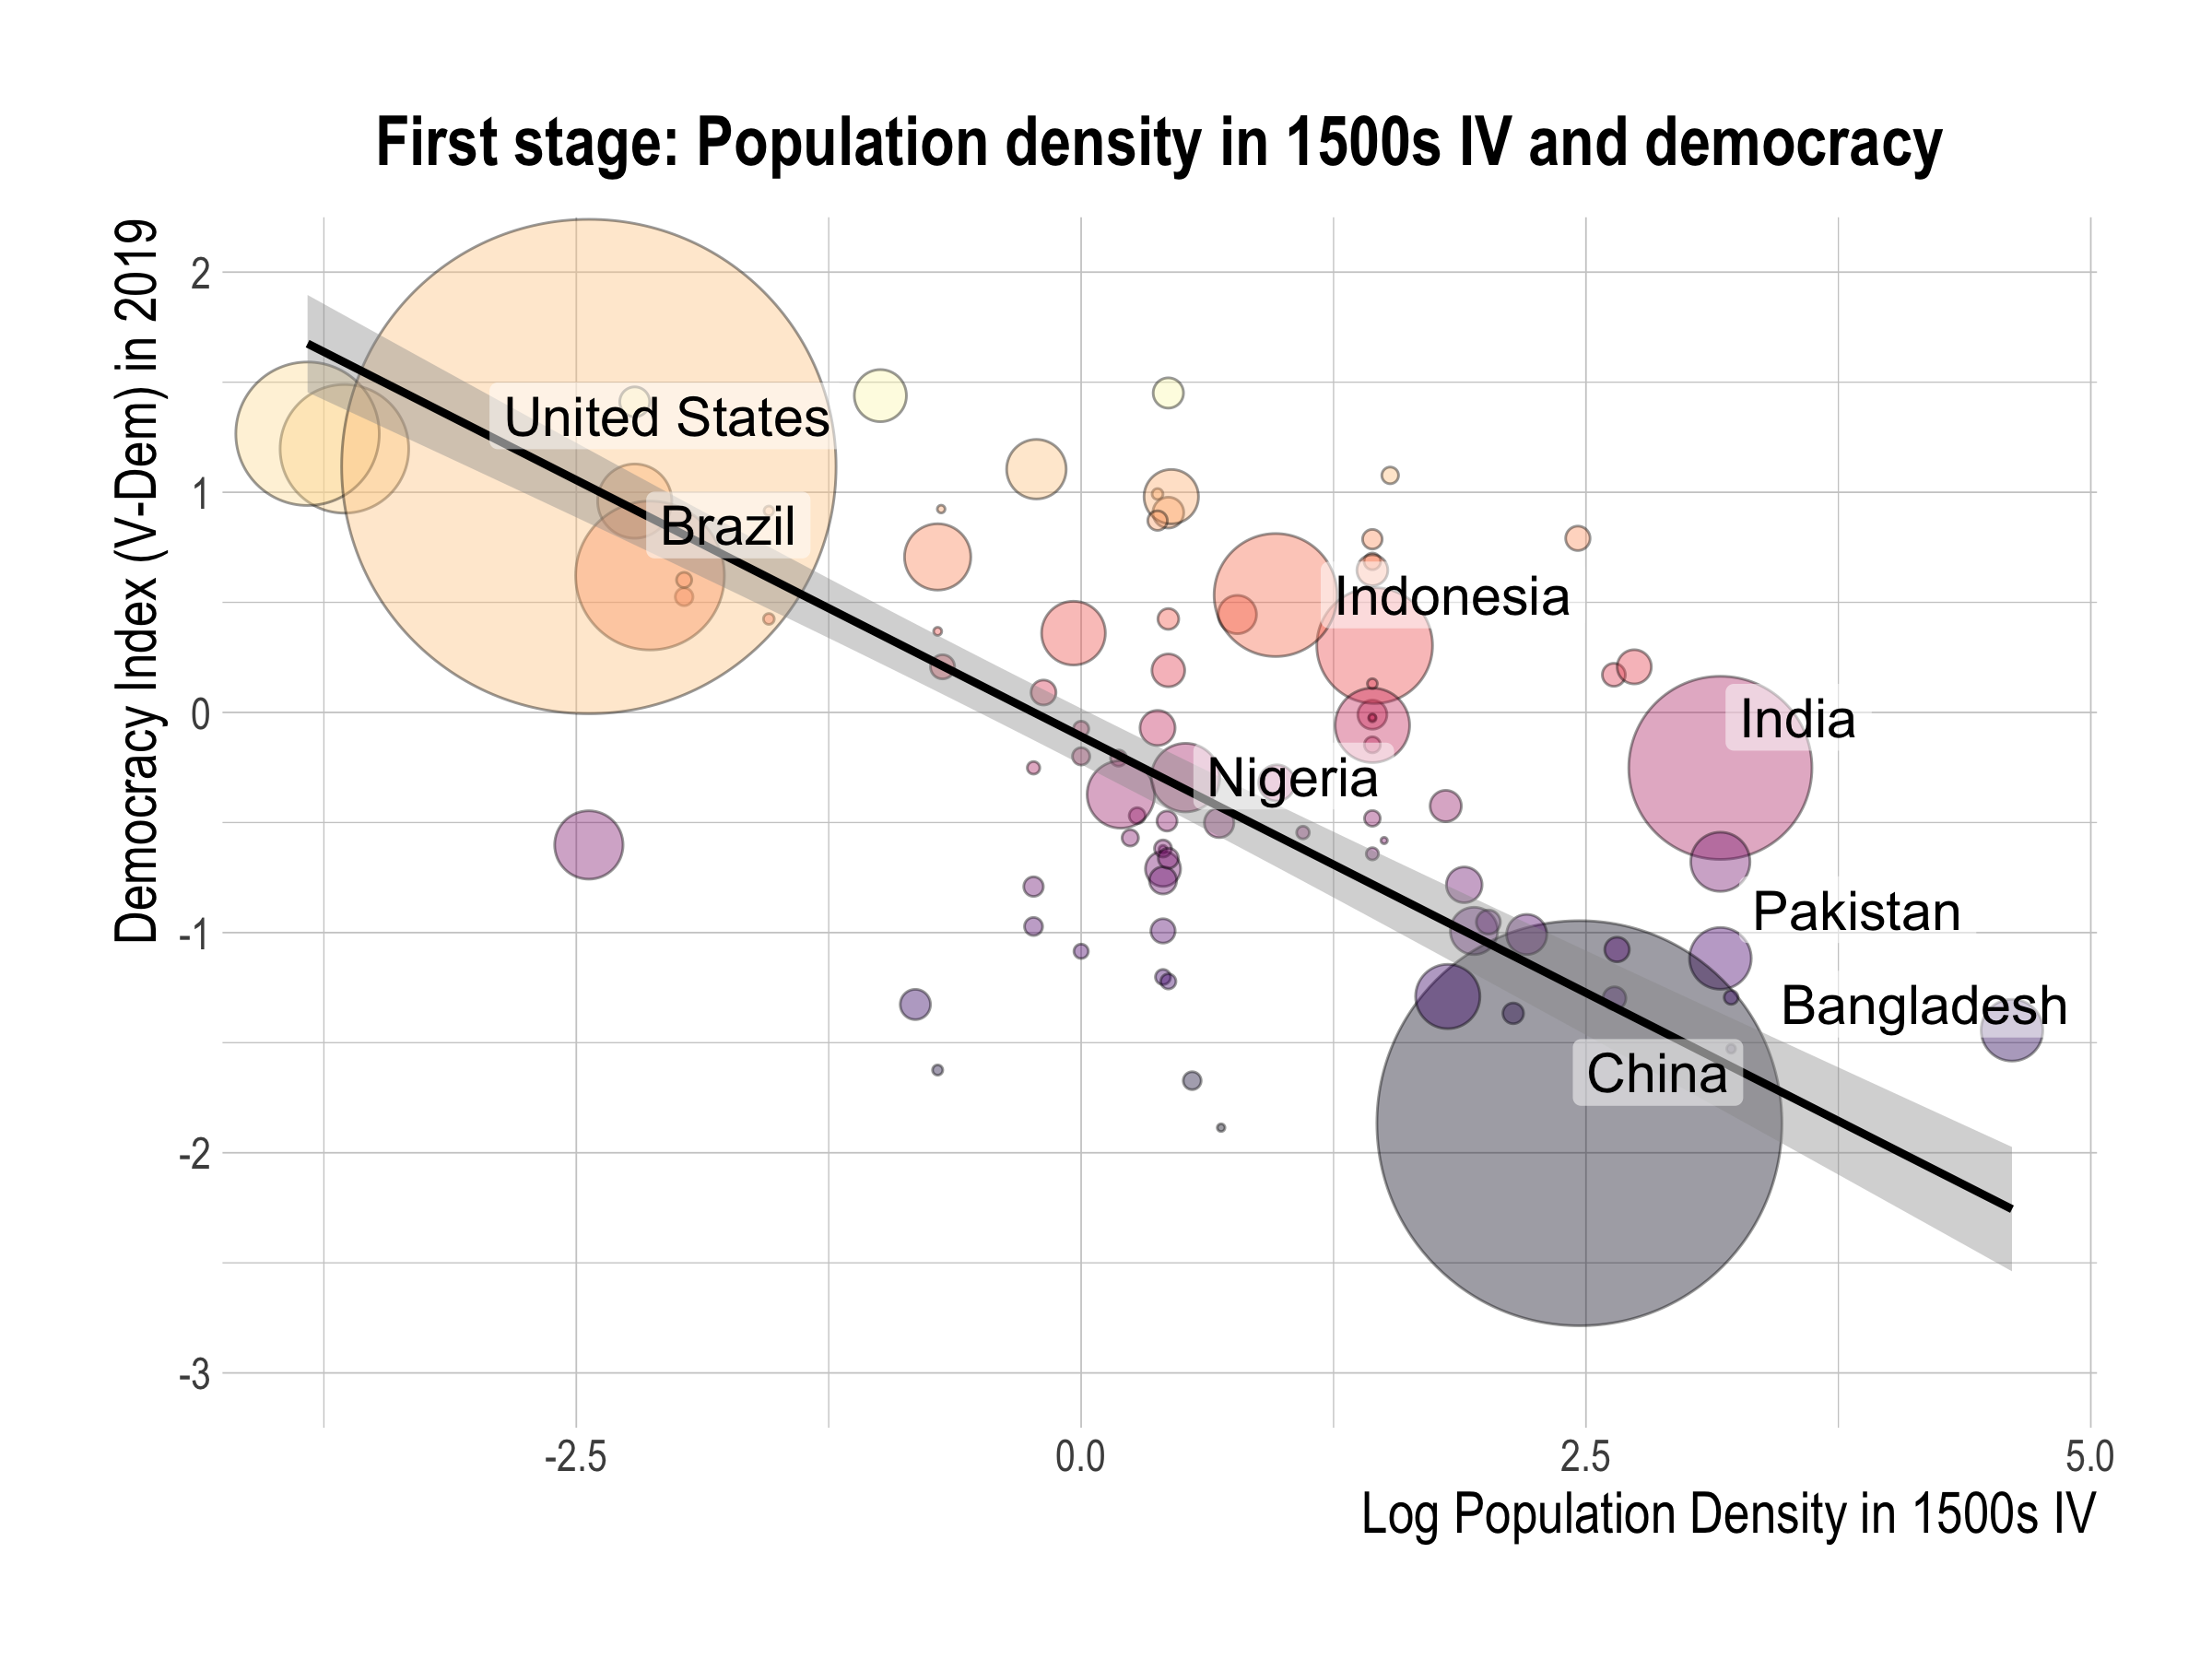 First stage: Population density in 1500s IV and democracy
Democracy Index (V-Dem) in 2019
2
1
0
-1
-2
-3
United States
Brazil
Indonesia
India
Nigeria
Pakistan
Bangladesh
China
-2.5
0.0
2.5
5.0
Log Population Density in 1500s IV